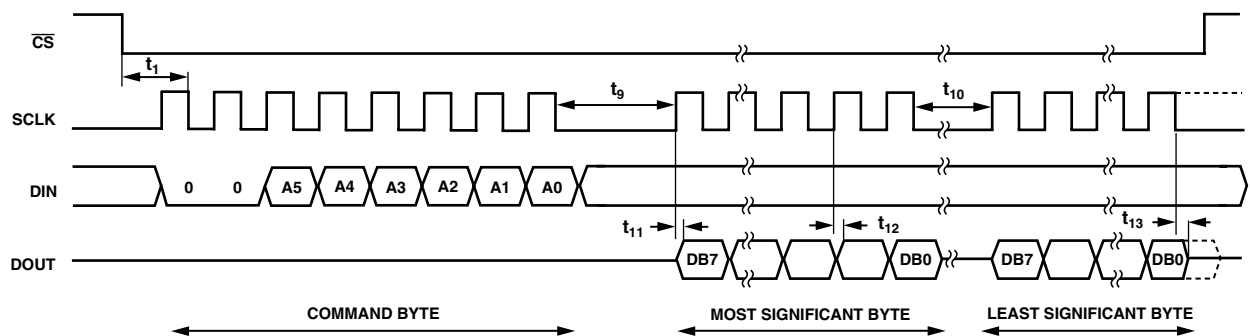 CS
t1
SCLK
t9
t10
DIN
0 0 A5 A4 A3 A2 A1 A0
t11
t12
t13
DOUT
DB7 DB0 DB7 DB0
COMMAND BYTE MOST SIGNIFICANT BYTE LEAST SIGNIFICANT BYTE